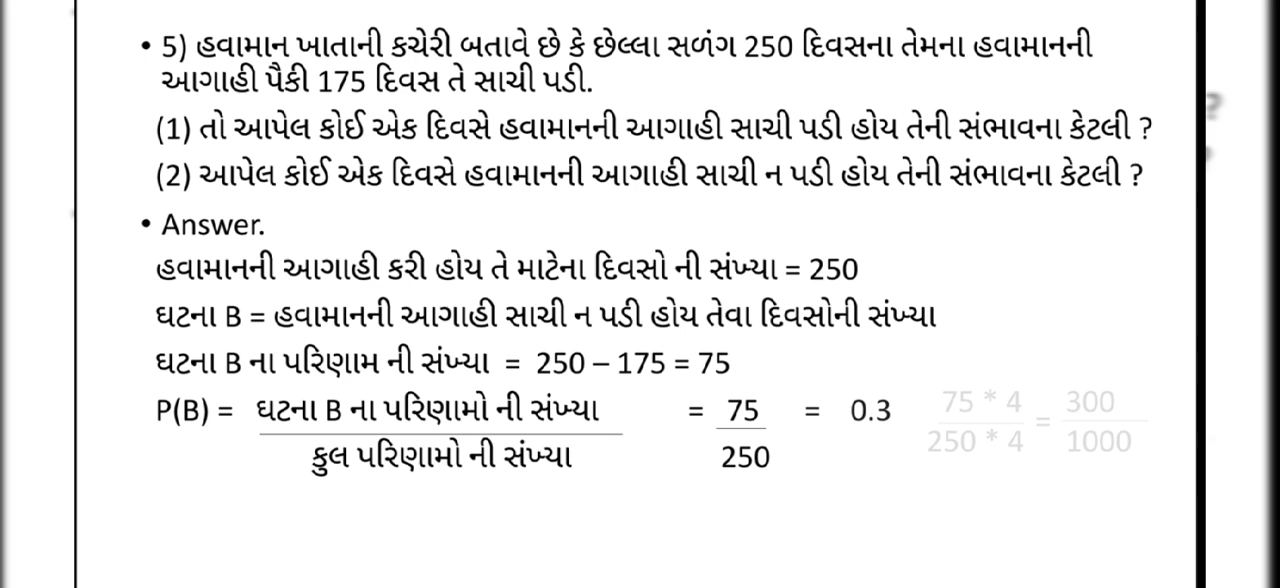 • 5) હવામાન ખાતાની કચેરી બતાવે છે કે છેલ્લા સળંગ 250 દિવસના તેમના હવામાનની
આગાહી પૈકી 175 દિવસ તે સાચી પડી.
(1) તો આપેલ કોઈ એક દિવસે હવામાનની આગાહી સાચી પડી હોય તેની સંભાવના કેટલી ?
(2) આપેલ કોઈ એક દિવસે હવામાનની આગાહી સાચી ન પડી હોય તેની સંભાવના કેટલી ?
• Answer.
હવામાનની આગાહી કરી હોય તે માટેના દિવસો ની સંખ્યા = 250
ઘટના B = હવામાનની આગાહી સાચી ન પડી હોય તેવા દિવસોની સંખ્યા
ઘટના B ના પરિણામ ની સંખ્યા = 250 – 175 = 75
P(B) = ઘટના B ના પરિણામો ની સંખ્યા = 75 = 0.3 75 * 4 = 300
કુલ પરિણામો ની સંખ્યા 250 250 * 4 1000